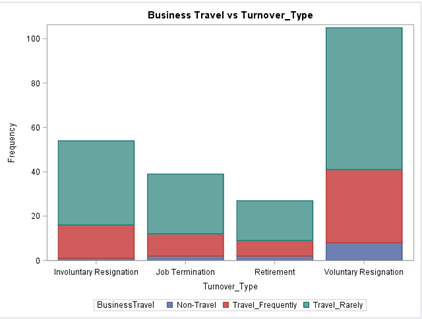 Business Travel vs Turnover_Type
100
80
60
40
20
0
Frequency
Involuntary Resignation Job Termination Retirement Voluntary Resignation
Turnover_Type
BusinessTravel Non-Travel Travel_Frequently Travel_Rarely